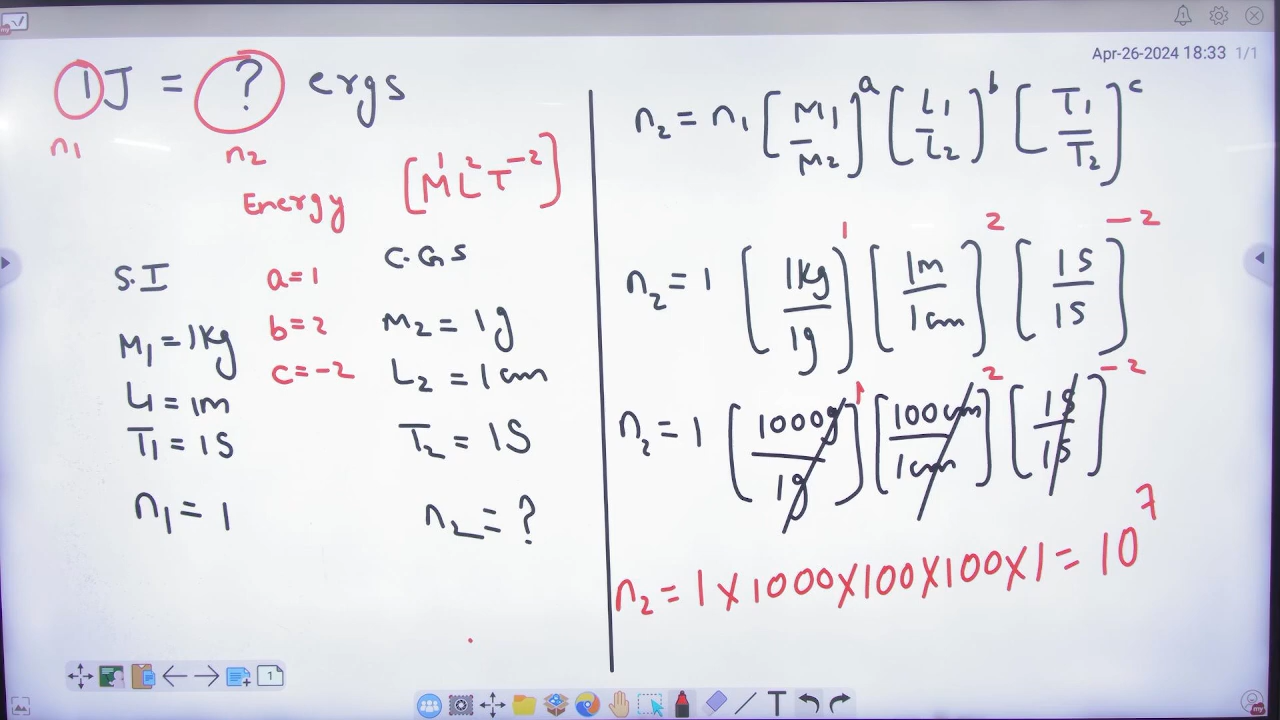 Apr-26-2024 18:33 1/1
1J = ? ergs
n₁ n₂
Energy [M¹L²T⁻²]
S.I
a=1
b=2
c=-2
C.G.S
M₁=1kg
L₁=1m
T₁=1S
n₁=1
M₂=1g
L₂=1cm
T₂=1S
n₂=?
n₂=n₁[M₁/M₂]ᵃ[L₁/L₂]ᵇ[T₁/T₂]ᶜ
n₂=1[1kg/1g]¹[1m/1cm]²[1S/1S]⁻²
n₂=1[1000g/1g]¹[100cm/1cm]²[1S/1S]⁻²
n₂=1×1000×100×100×1=10⁷
1
T